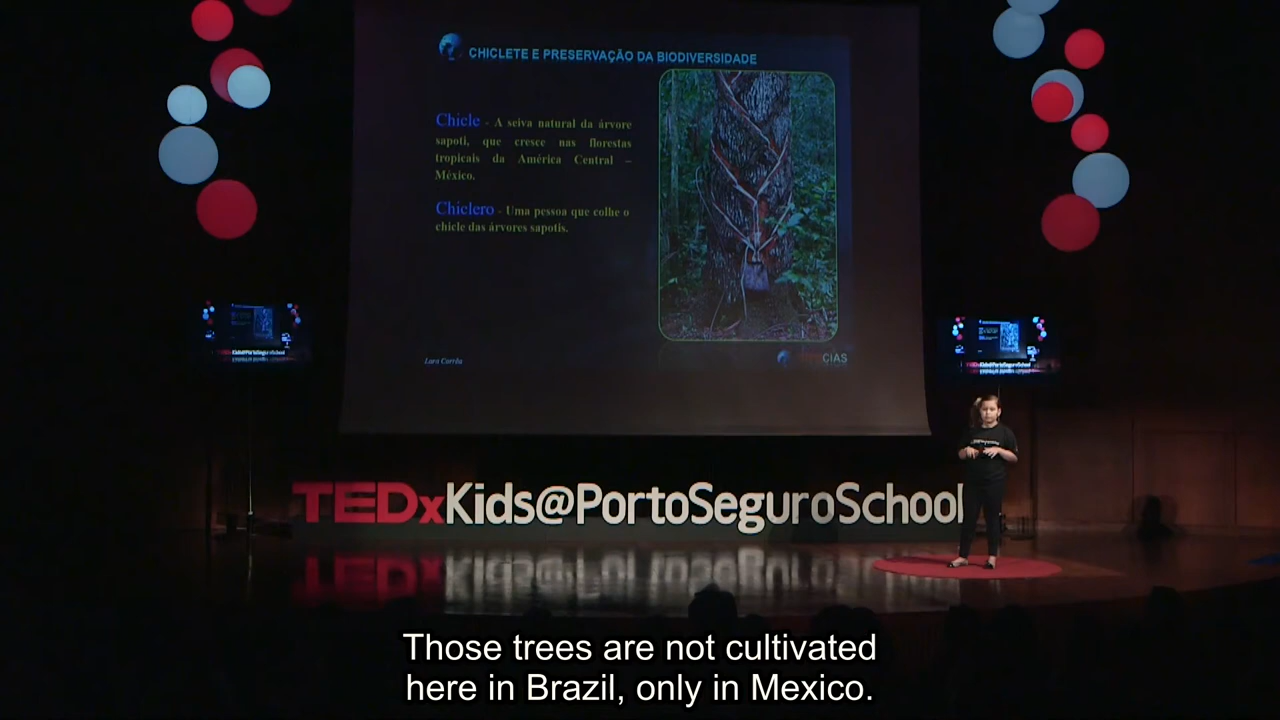 CHICLETE E PRESERVAÇÃO DA BIODIVERSIDADE
Chicle - A seiva natural da árvore
sapoti, que cresce nas florestas
tropicais da América Central –
México.
Chiclero - Uma pessoa que colhe o
chicle das árvores sapotis.
Lara Corrêa
CIAS
TEDxKids@PortoSeguroSchool
Those trees are not cultivated
here in Brazil, only in Mexico.